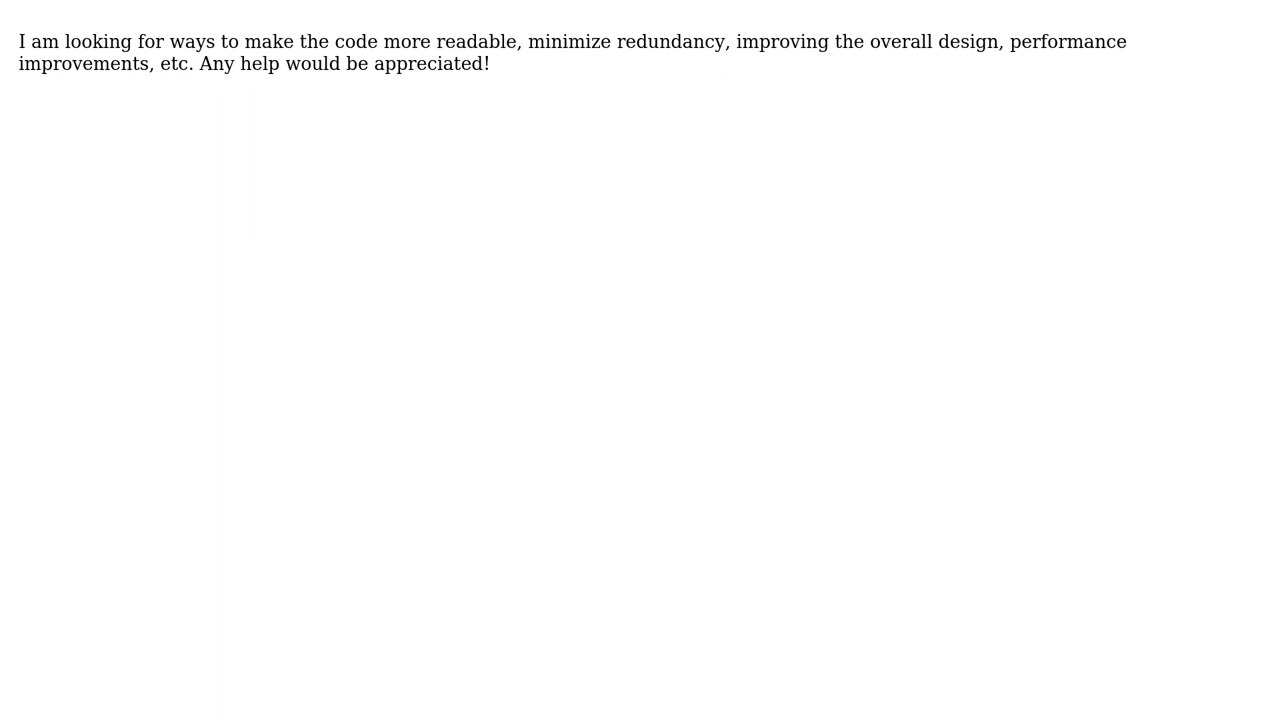 I am looking for ways to make the code more readable, minimize redundancy, improving the overall design, performance
improvements, etc. Any help would be appreciated!